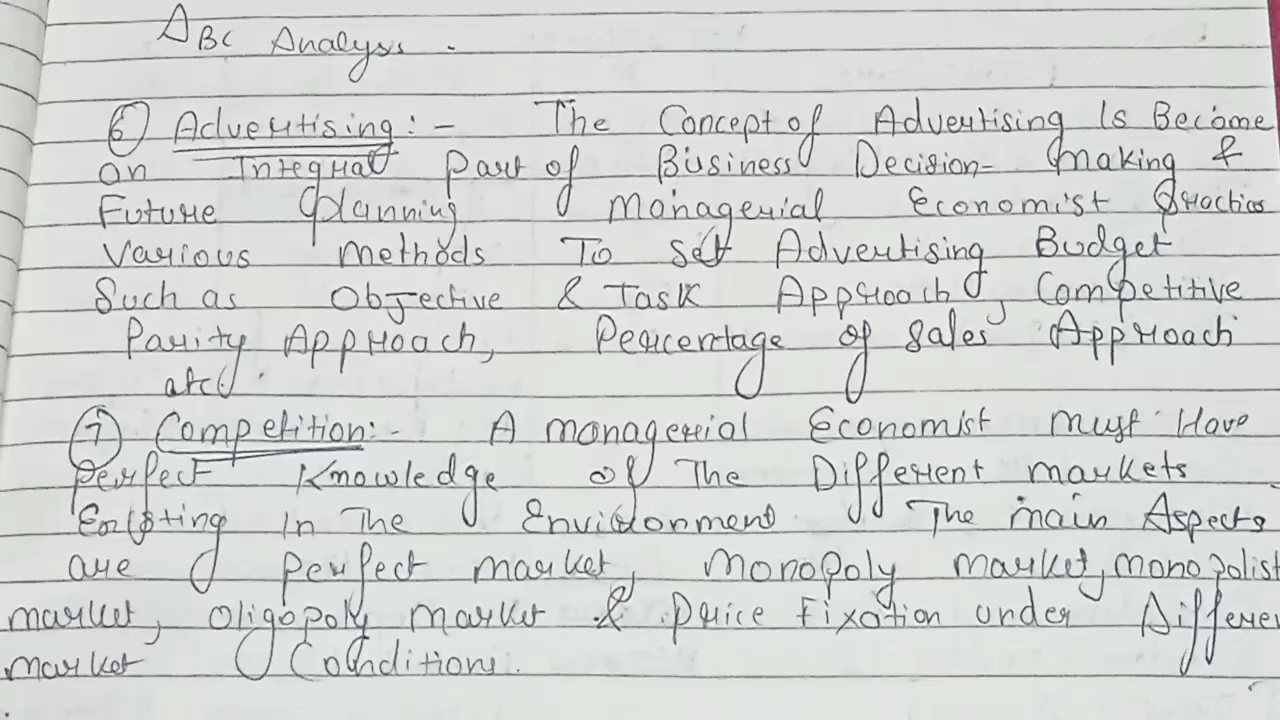 ABC Analysis.
⑥ Advertising:- The Concept of Advertising Is Become
an Integral Part of Business Decision- making &
Future Planning managerial Economist Practices
various methods To Set Advertising Budget
Such as Objective & Task Approach, Competitive
Parity Approach, Percentage of Sales Approach
etc.
⑦ Competition:- A managerial Economist must Have
Perfect Knowledge of The Different markets
Existing In The Environment The main Aspects
are Perfect market, monopoly market, monopolist
market, Oligopoly market & Price Fixation under Differen
market Conditions.